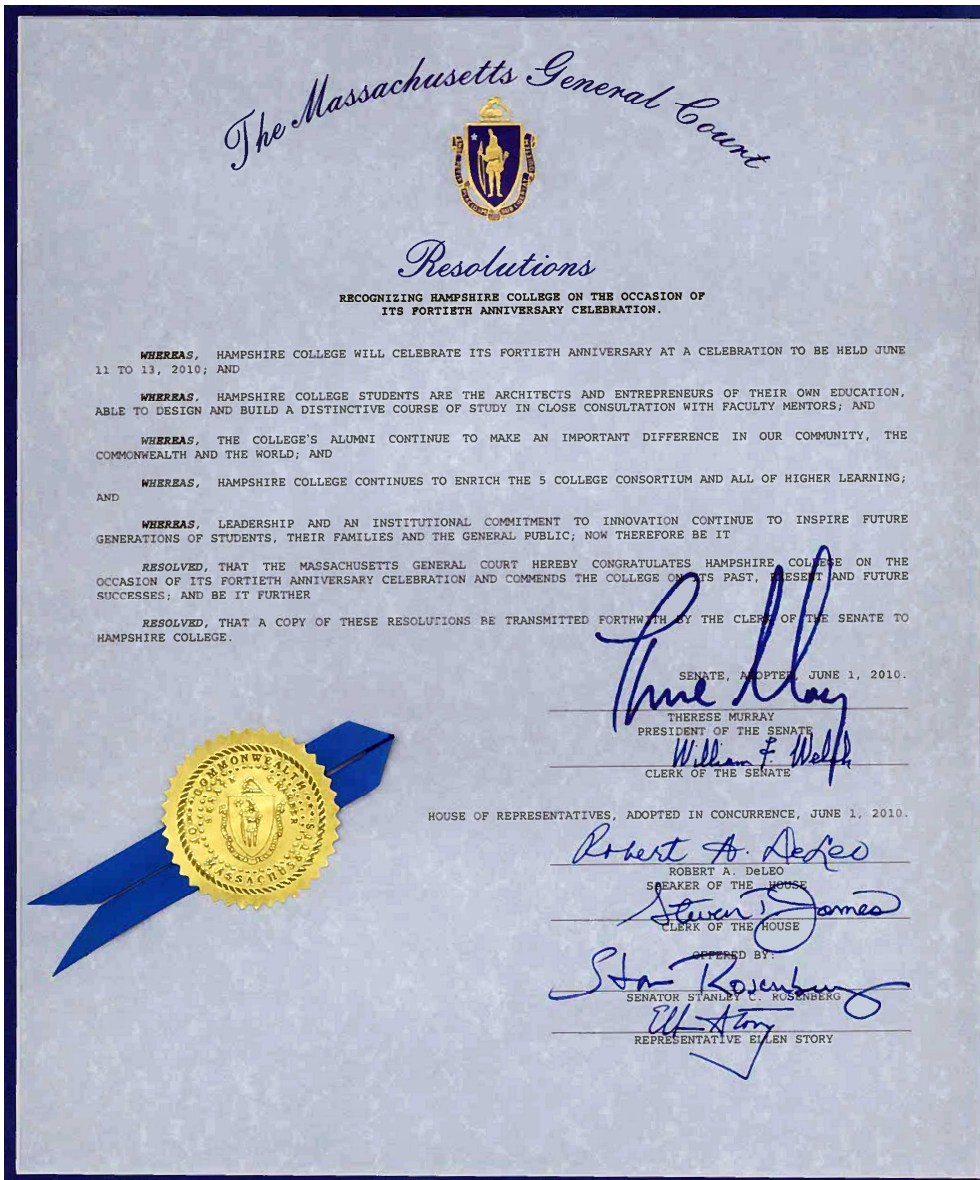 The Massachusetts General Court
Resolutions
RECOGNIZING HAMPSHIRE COLLEGE ON THE OCCASION OF
ITS FORTIETH ANNIVERSARY CELEBRATION.
WHEREAS, HAMPSHIRE COLLEGE WILL CELEBRATE ITS FORTIETH ANNIVERSARY AT A CELEBRATION TO BE HELD JUNE
11 TO 13, 2010; AND
WHEREAS, HAMPSHIRE COLLEGE STUDENTS ARE THE ARCHITECTS AND ENTREPRENEURS OF THEIR OWN EDUCATION,
ABLE TO DESIGN AND BUILD A DISTINCTIVE COURSE OF STUDY IN CLOSE CONSULTATION WITH FACULTY MENTORS; AND
WHEREAS, THE COLLEGE'S ALUMNI CONTINUE TO MAKE AN IMPORTANT DIFFERENCE IN OUR COMMUNITY, THE
COMMONWEALTH AND THE WORLD; AND
WHEREAS, HAMPSHIRE COLLEGE CONTINUES TO ENRICH THE 5 COLLEGE CONSORTIUM AND ALL OF HIGHER LEARNING;
AND
WHEREAS, LEADERSHIP AND AN INSTITUTIONAL COMMITMENT TO INNOVATION CONTINUE TO INSPIRE FUTURE
GENERATIONS OF STUDENTS, THEIR FAMILIES AND THE GENERAL PUBLIC; NOW THEREFORE BE IT
RESOLVED, THAT THE MASSACHUSETTS GENERAL COURT HEREBY CONGRATULATES HAMPSHIRE COLLEGE ON THE
OCCASION OF ITS FORTIETH ANNIVERSARY CELEBRATION AND COMMENDS THE COLLEGE ON ITS PAST, PRESENT AND FUTURE
SUCCESSES; AND BE IT FURTHER
RESOLVED, THAT A COPY OF THESE RESOLUTIONS BE TRANSMITTED FORTHWITH BY THE CLERK OF THE SENATE TO
HAMPSHIRE COLLEGE.
SENATE, ADOPTED, JUNE 1, 2010.
THERESE MURRAY
PRESIDENT OF THE SENATE
William F. Welch
CLERK OF THE SENATE
COMMONWEALTH
MASSACHUSETTS
HOUSE OF REPRESENTATIVES, ADOPTED IN CONCURRENCE, JUNE 1, 2010.
Robert A. DeLeo
ROBERT A. DeLEO
SPEAKER OF THE HOUSE
Steven T. James
CLERK OF THE HOUSE
OFFERED BY:
Stan Rosenberg
SENATOR STANLEY C. ROSENBERG
Ellen Story
REPRESENTATIVE ELLEN STORY